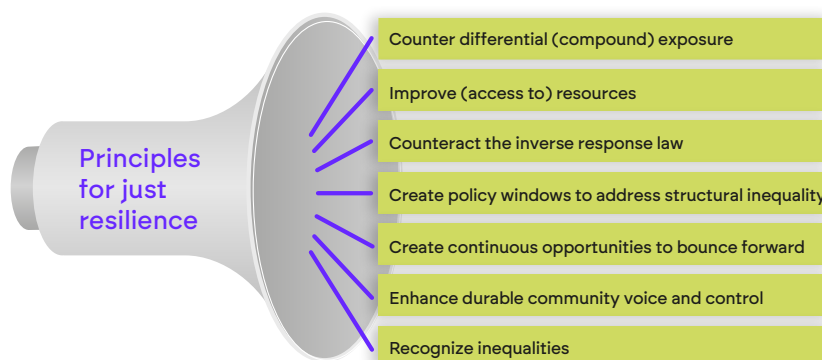 Principles
for just
resilience
Counter differential (compound) exposure
Improve (access to) resources
Counteract the inverse response law
Create policy windows to address structural inequality
Create continuous opportunities to bounce forward
Enhance durable community voice and control
Recognize inequalities